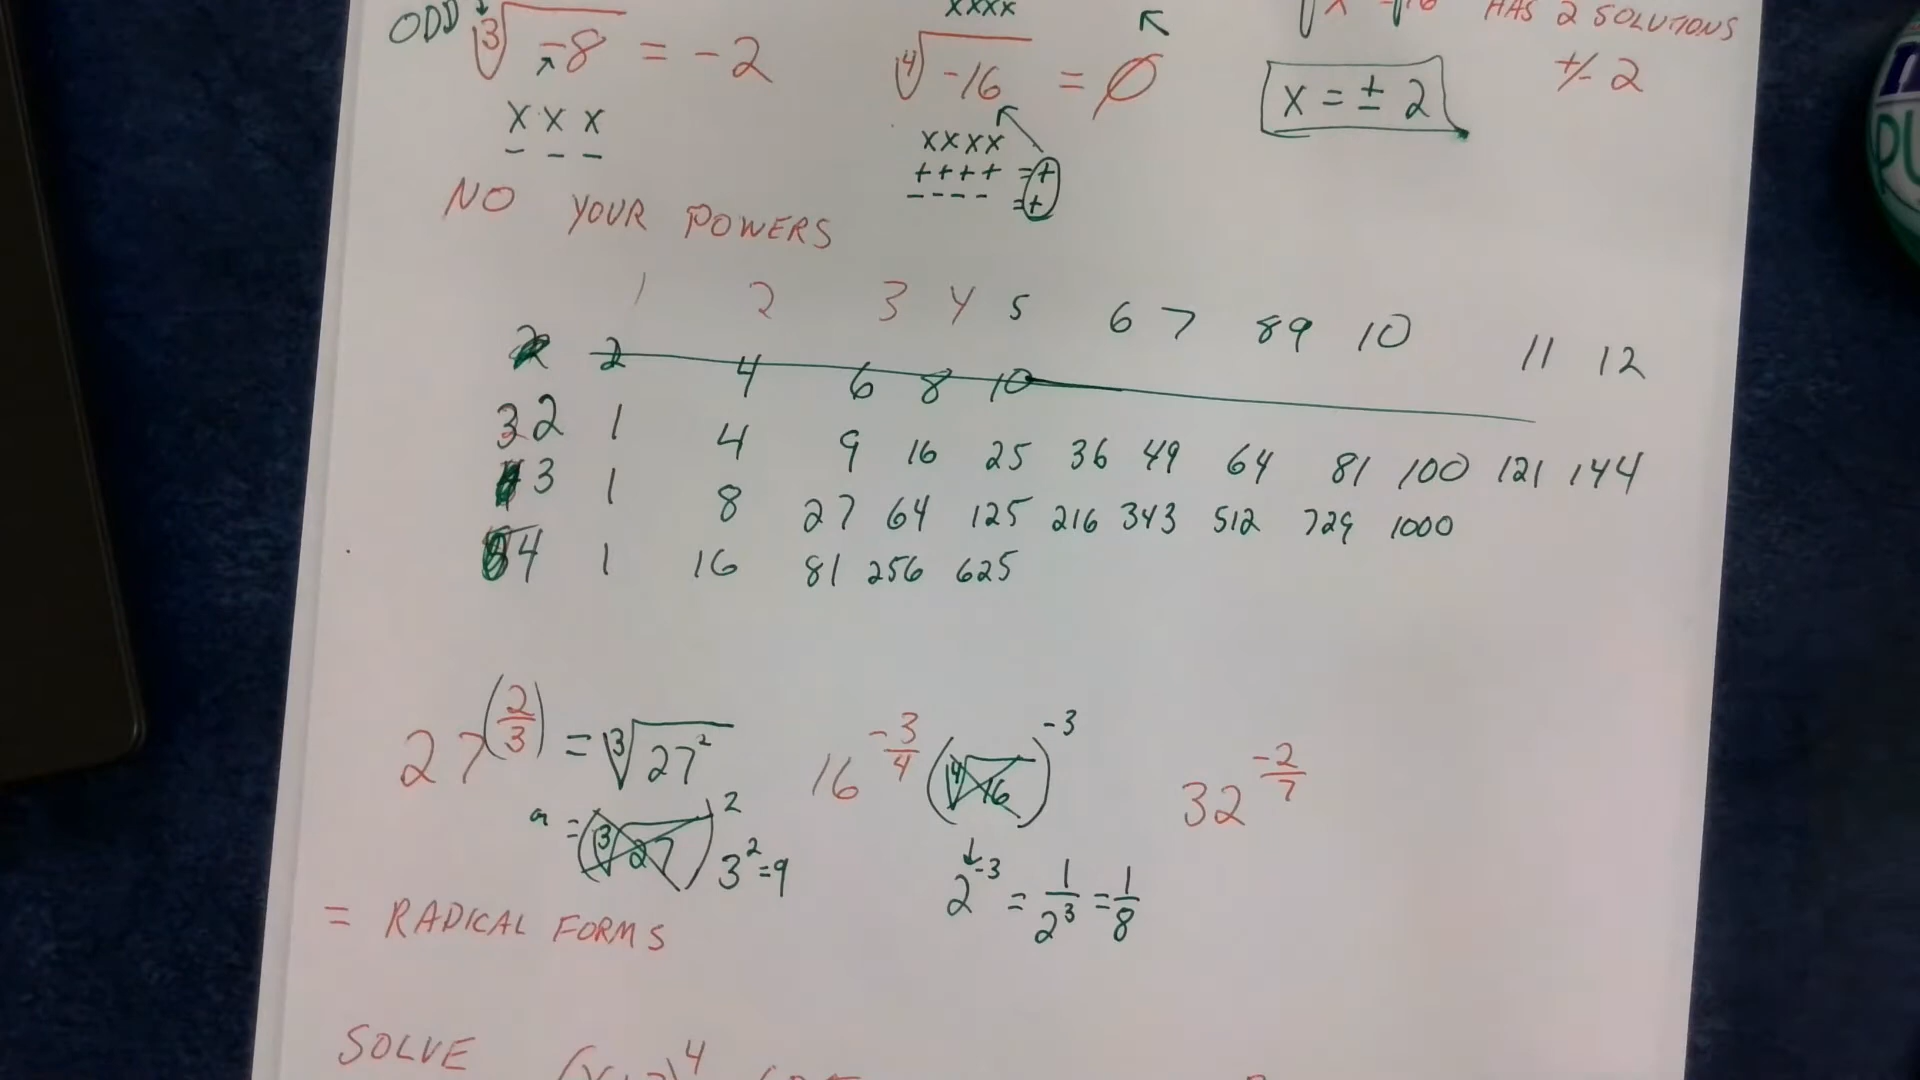 ODD ∛-8 = -2
xxxx
∜-16 = ∅
HAS 2 SOLUTIONS
+/- 2
x = ± 2
x x x
- - -
xxxx
++++ =+
---- =+
NO YOUR POWERS
1 2 3 4 5 6 7 8 9 10 11 12
2 4 6 8 10
32 1 4 9 16 25 36 49 64 81 100 121 144
3 1 8 27 64 125 216 343 512 729 1000
4 1 16 81 256 625
27^(2/3) = ∛27²
= (∛27)² 3² = 9
16^-3/4 (∜16)^-3
2^-3 = 1/2³ = 1/8
32^-2/7
= RADICAL FORMS
SOLVE